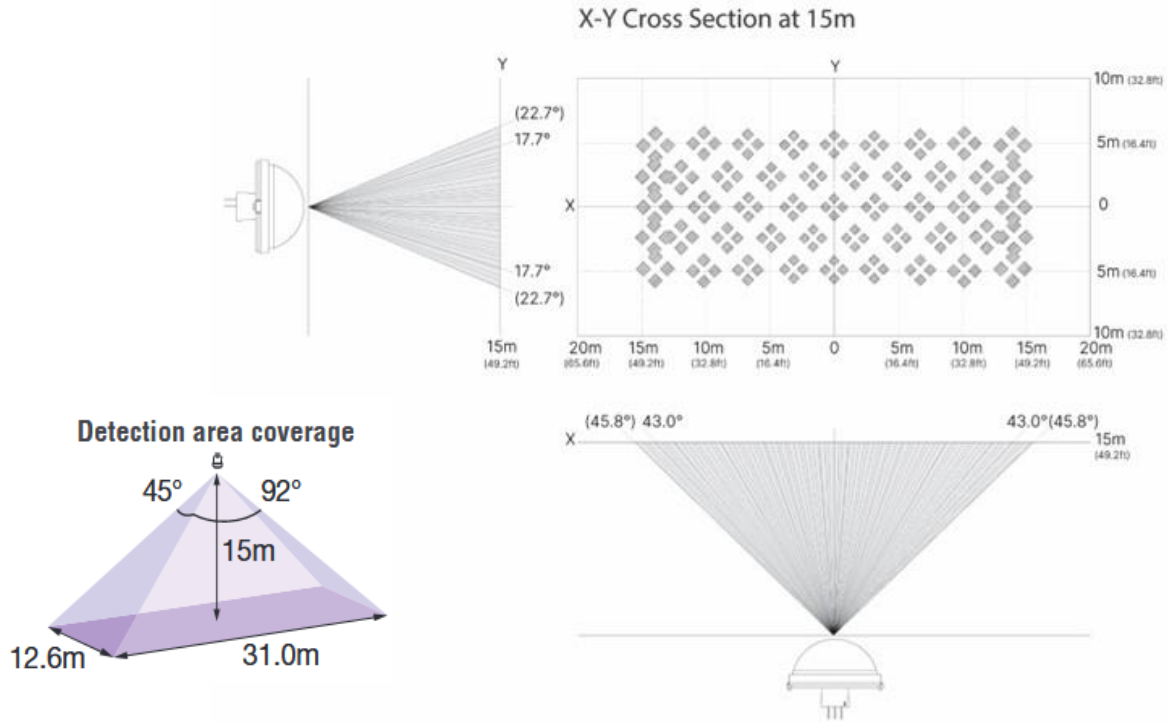 X-Y Cross Section at 15m
Y
(22.7°)
17.7°
17.7°
(22.7°)
15m
(49.2ft)
Y
10m (32.8ft)
5m (16.4ft)
X
0
5m (16.4ft)
10m (32.8ft)
20m 15m 10m 5m 0 5m 10m 15m 20m
(65.6ft) (49.2ft) (32.8ft) (16.4ft) (16.4ft) (32.8ft) (49.2ft) (65.6ft)
Detection area coverage
45° 92°
15m
12.6m
31.0m
(45.8°) 43.0° 43.0° (45.8°)
X
15m
(49.2ft)